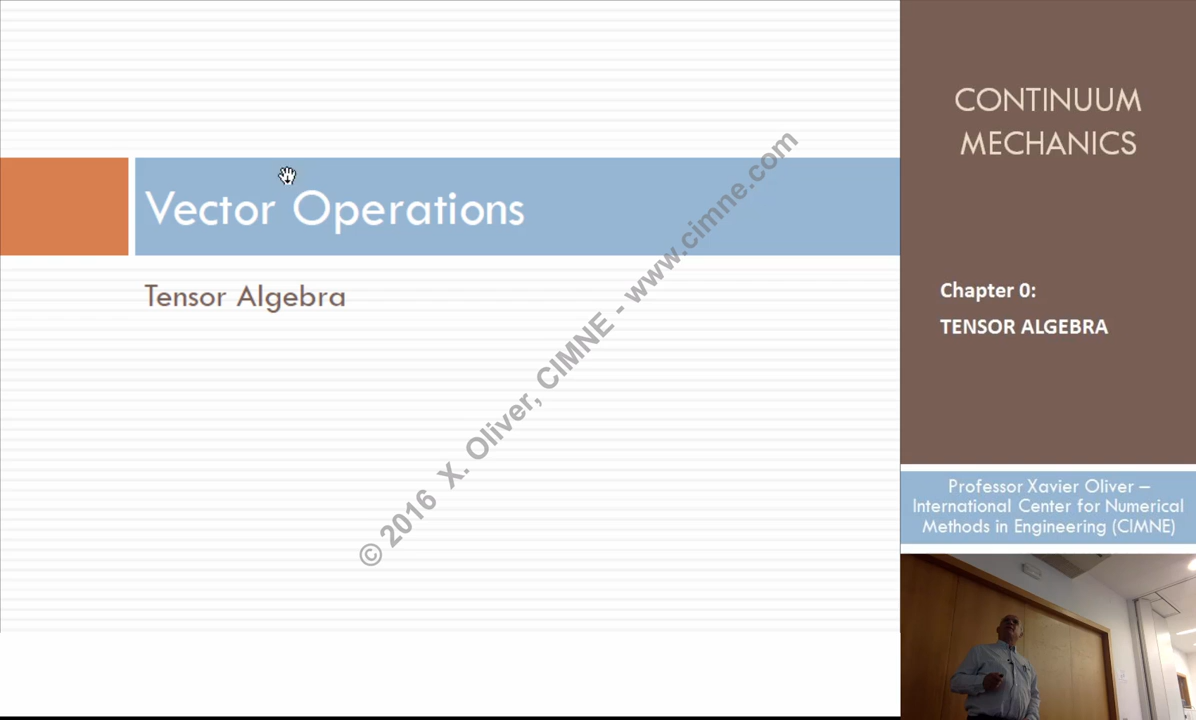 Vector Operations
Tensor Algebra
© 2016 X. Oliver, CIMNE - www.cimne.com
CONTINUUM
MECHANICS
Chapter 0:
TENSOR ALGEBRA
Professor Xavier Oliver –
International Center for Numerical
Methods in Engineering (CIMNE)